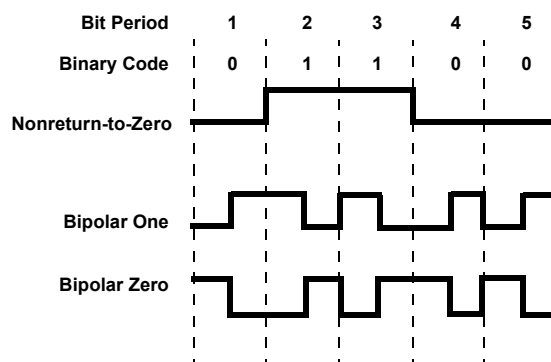 Bit Period 1 2 3 4 5
Binary Code 0 1 1 0 0
Nonreturn-to-Zero
Bipolar One
Bipolar Zero